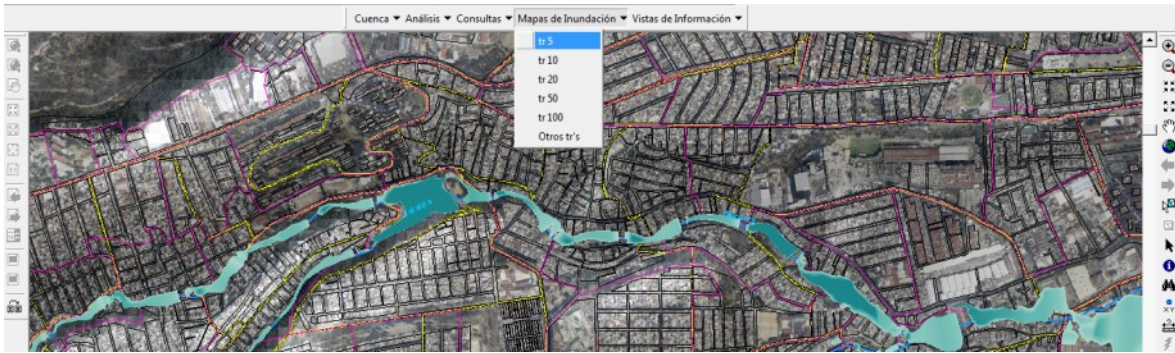 Cuenca Análisis Consultas Mapas de Inundación Vistas de Información
tr 5
tr 10
tr 20
tr 50
tr 100
Otros tr's
XY